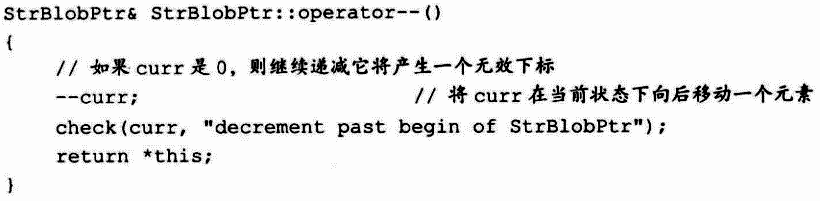 StrBlobPtr& StrBlobPtr::operator--()
{
// 如果 curr 是 0，则继续递减它将产生一个无效下标
--curr; // 将 curr 在当前状态下向后移动一个元素
check(curr, "decrement past begin of StrBlobPtr");
return *this;
}